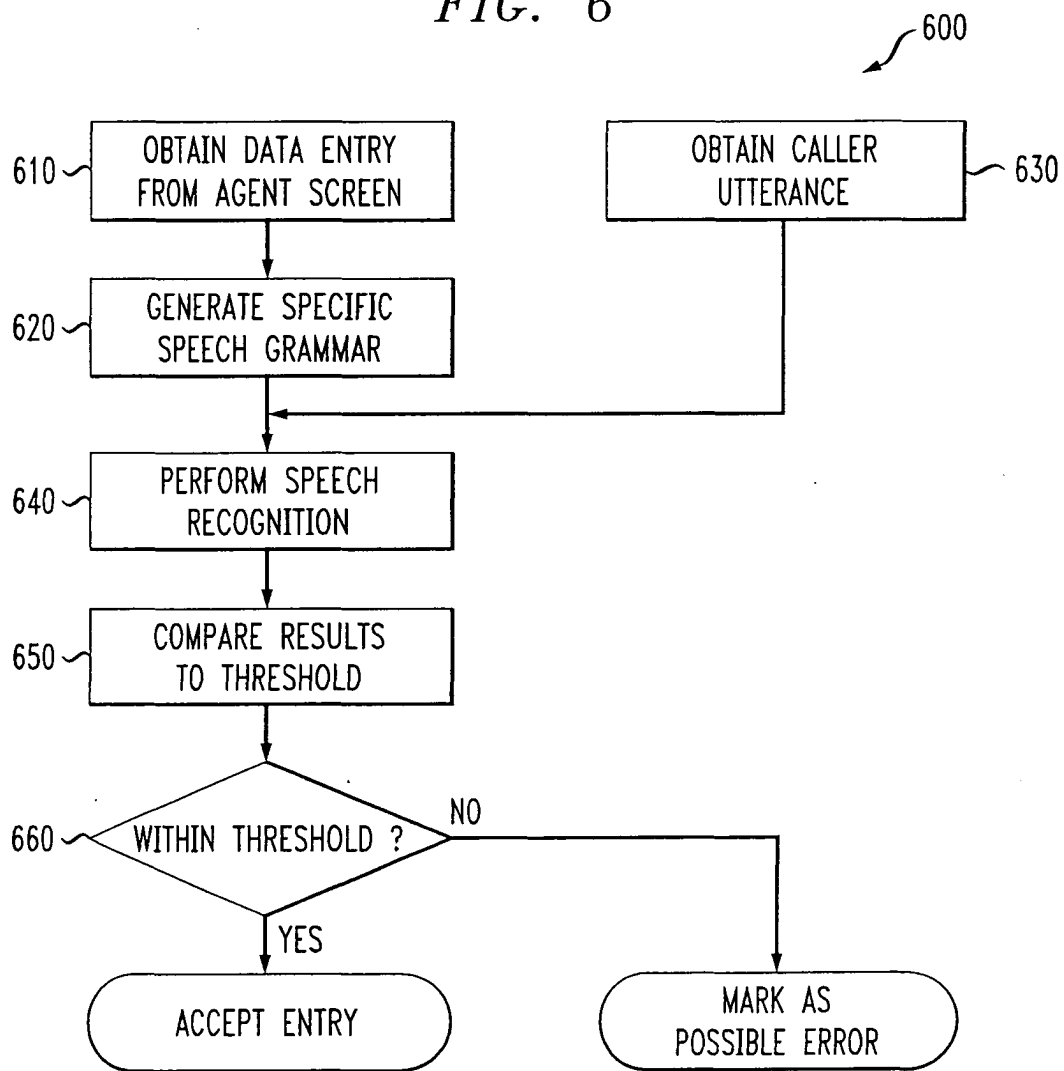 FIG. 6
600
610
OBTAIN DATA ENTRY
FROM AGENT SCREEN
OBTAIN CALLER
UTTERANCE
630
620
GENERATE SPECIFIC
SPEECH GRAMMAR
640
PERFORM SPEECH
RECOGNITION
650
COMPARE RESULTS
TO THRESHOLD
660
WITHIN THRESHOLD ?
NO
YES
ACCEPT ENTRY
MARK AS
POSSIBLE ERROR